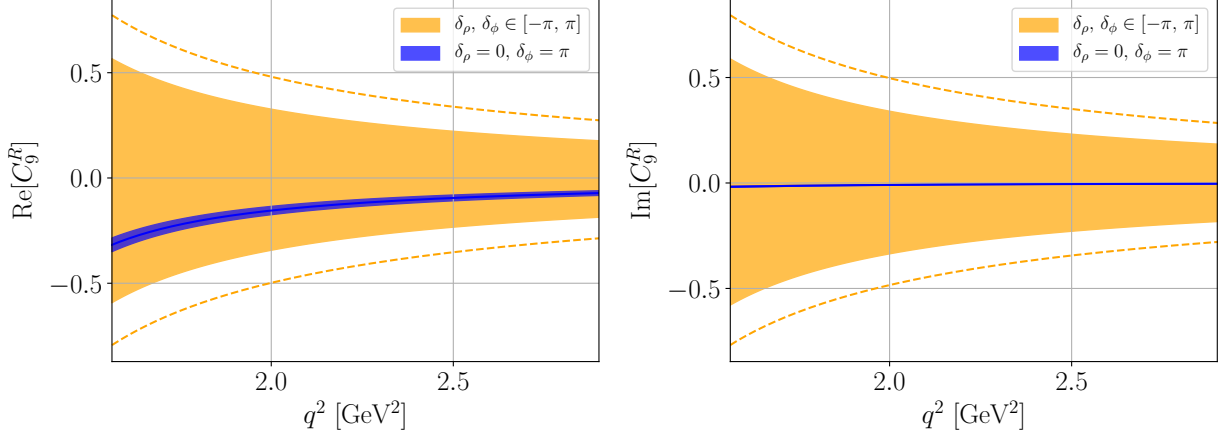 δρ, δϕ ∈ [−π, π]
δρ = 0, δϕ = π
0.5
0.0
−0.5
Re[C₉ᴿ]
2.0
2.5
q² [GeV²]
δρ, δϕ ∈ [−π, π]
δρ = 0, δϕ = π
0.5
0.0
−0.5
Im[C₉ᴿ]
2.0
2.5
q² [GeV²]